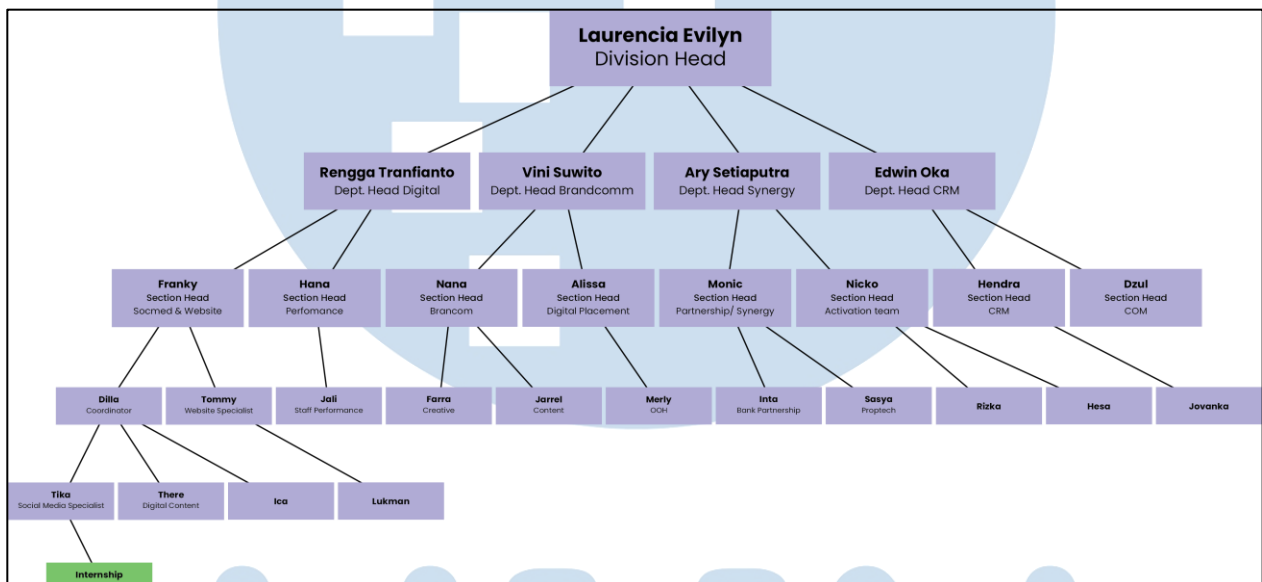 Laurencia Evilyn
Division Head
Rengga Tranfianto
Dept. Head Digital
Vini Suwito
Dept. Head Brandcomm
Ary Setiaputra
Dept. Head Synergy
Edwin Oka
Dept. Head CRM
Franky
Section Head
Socmed & Website
Hana
Section Head
Perfomance
Nana
Section Head
Brancom
Alissa
Section Head
Digital Placement
Monic
Section Head
Partnership/ Synergy
Nicko
Section Head
Activation team
Hendra
Section Head
CRM
Dzul
Section Head
COM
Dilla
Coordinator
Tommy
Website Specialist
Jali
Staff Performance
Farra
Creative
Jarrel
Content
Merly
OOH
Inta
Bank Partnership
Sasya
Proptech
Rizka
Hesa
Jovanka
Tika
Social Media Specialist
There
Digital Content
Ica
Lukman
Internship